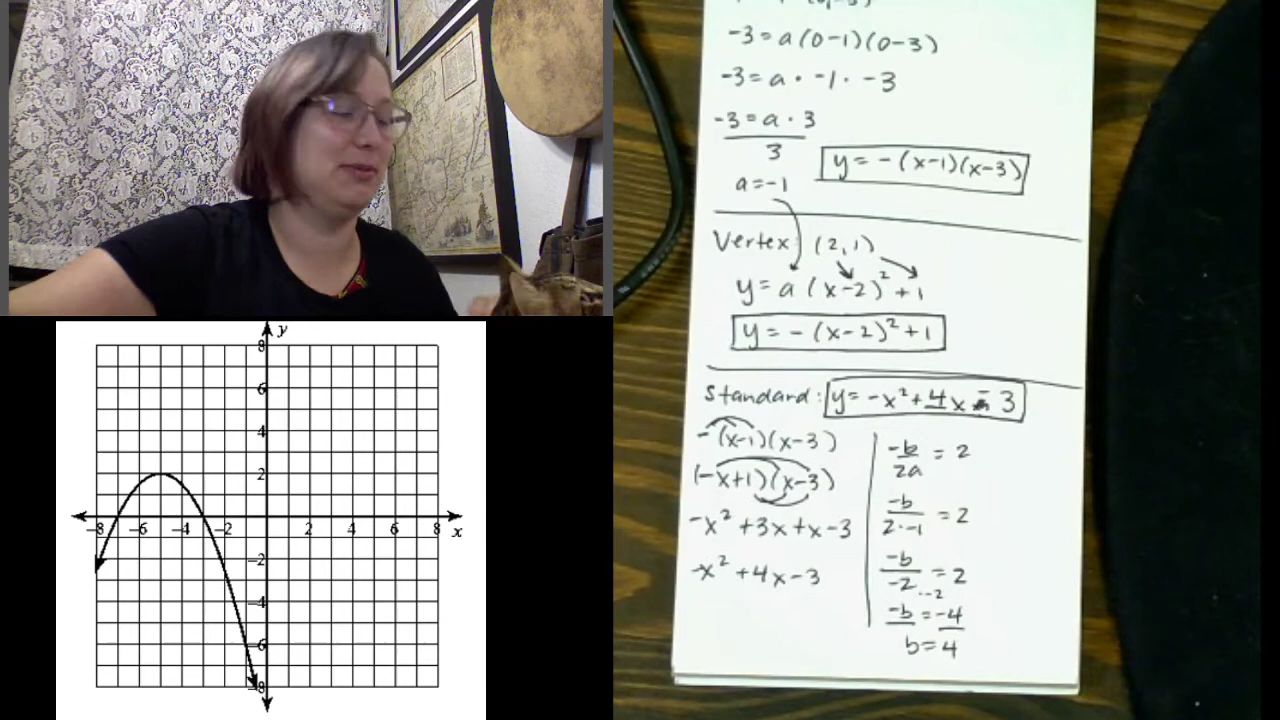 -3 = a(0-1)(0-3)
-3 = a · -1 · -3
-3 = a · 3
3
a = -1
y = -(x-1)(x-3)
Vertex: (2,1)
y = a(x-2)² + 1
y = -(x-2)² + 1
Standard: y = -x² + 4x - 3
-(x-1)(x-3)
(-x+1)(x-3)
-x² + 3x + x - 3
-x² + 4x - 3
-b/2a = 2
-b/2·-1 = 2
-b/-2 = 2
·-2
-b = -4
b = 4
y
8
6
4
2
-8 -6 -4 -2 2 4 6 8 x
-2
-4
-6
-8